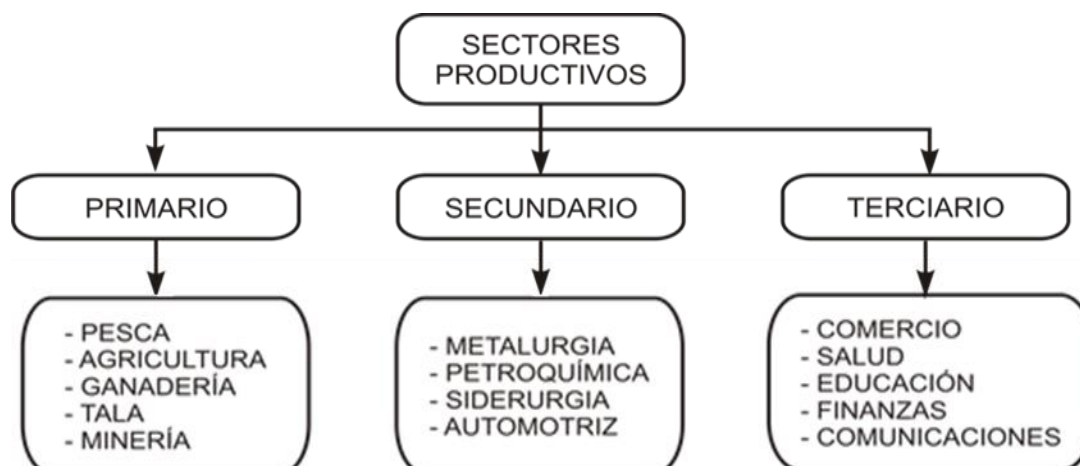 SECTORES
PRODUCTIVOS
PRIMARIO
SECUNDARIO
TERCIARIO
- PESCA
- AGRICULTURA
- GANADERÍA
- TALA
- MINERÍA
- METALURGIA
- PETROQUÍMICA
- SIDERURGIA
- AUTOMOTRIZ
- COMERCIO
- SALUD
- EDUCACIÓN
- FINANZAS
- COMUNICACIONES